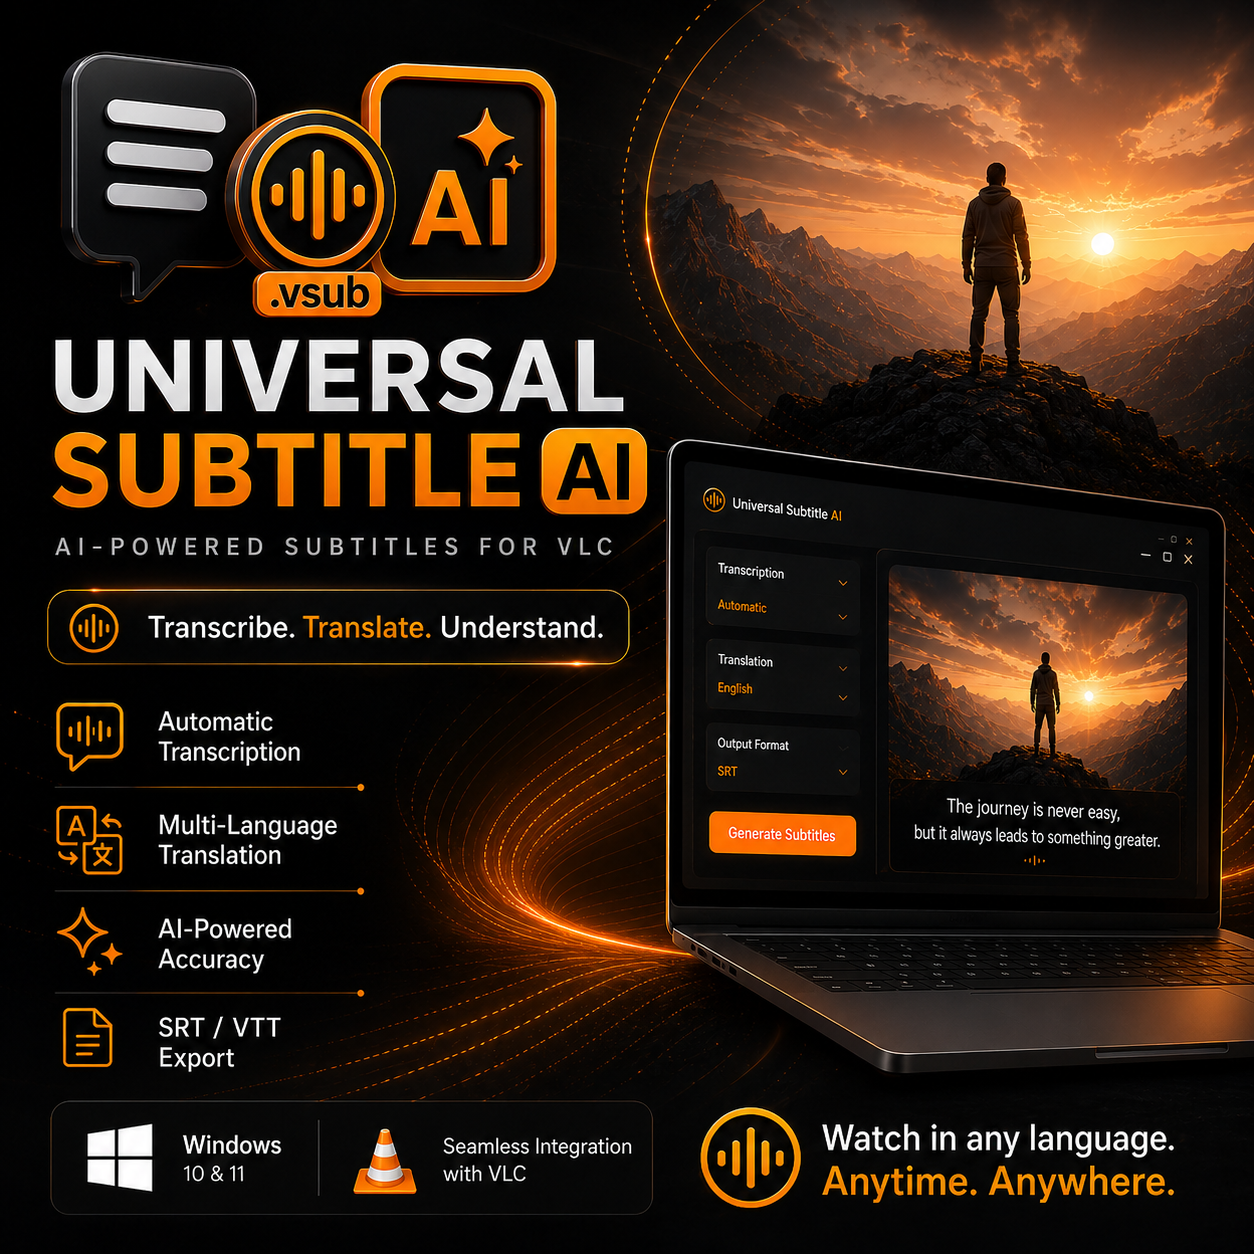 AI
.vsub
UNIVERSAL
SUBTITLE AI
AI-POWERED SUBTITLES FOR VLC
Transcribe. Translate. Understand.
Automatic
Transcription
A 文
Multi-Language
Translation
AI-Powered
Accuracy
SRT / VTT
Export
Windows
10 & 11
Seamless Integration
with VLC
Universal Subtitle AI
Transcription
Automatic
Translation
English
Output Format
SRT
Generate Subtitles
The journey is never easy,
but it always leads to something greater.
Watch in any language.
Anytime. Anywhere.